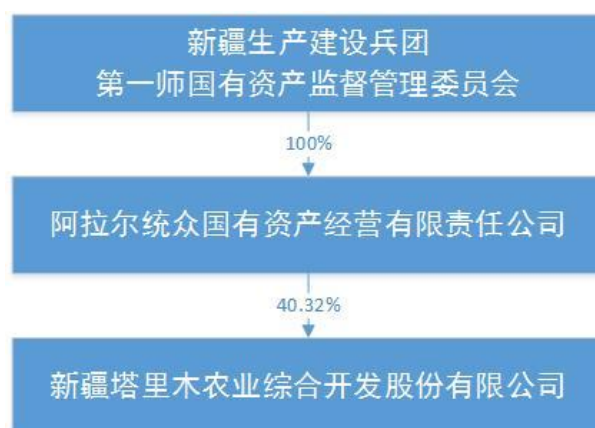 新疆生产建设兵团
第一师国有资产监督管理委员会
100%
阿拉尔统众国有资产经营有限责任公司
40.32%
新疆塔里木农业综合开发股份有限公司